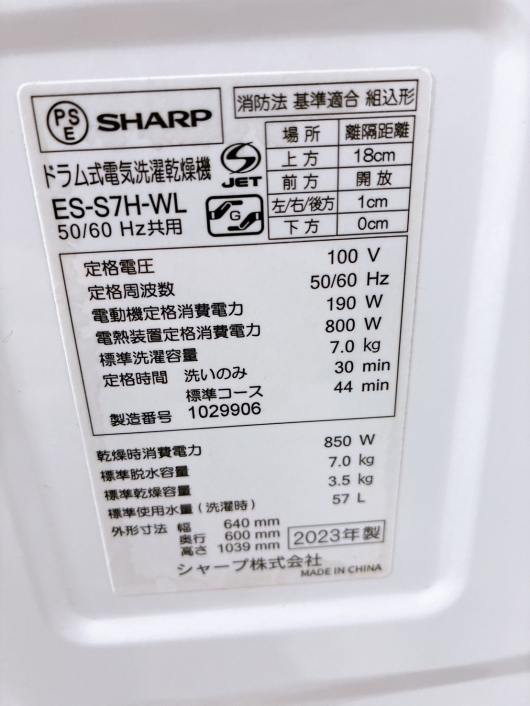 PSE SHARP
ドラム式電気洗濯乾燥機
ES-S7H-WL
50/60 Hz共用
S-JET
G
消防法 基準適合 組込形
場所 離隔距離
上方 18cm
前方 開放
左/右/後方 1cm
下方 0cm
定格電圧 100 V
定格周波数 50/60 Hz
電動機定格消費電力 190 W
電熱装置定格消費電力 800 W
標準洗濯容量 7.0 kg
定格時間 洗いのみ 30 min
標準コース 44 min
製造番号 1029906
乾燥時消費電力 850 W
標準脱水容量 7.0 kg
標準乾燥容量 3.5 kg
標準使用水量(洗濯時) 57 L
外形寸法 幅 640 mm
奥行 600 mm
高さ 1039 mm
2023年製
シャープ株式会社
MADE IN CHINA